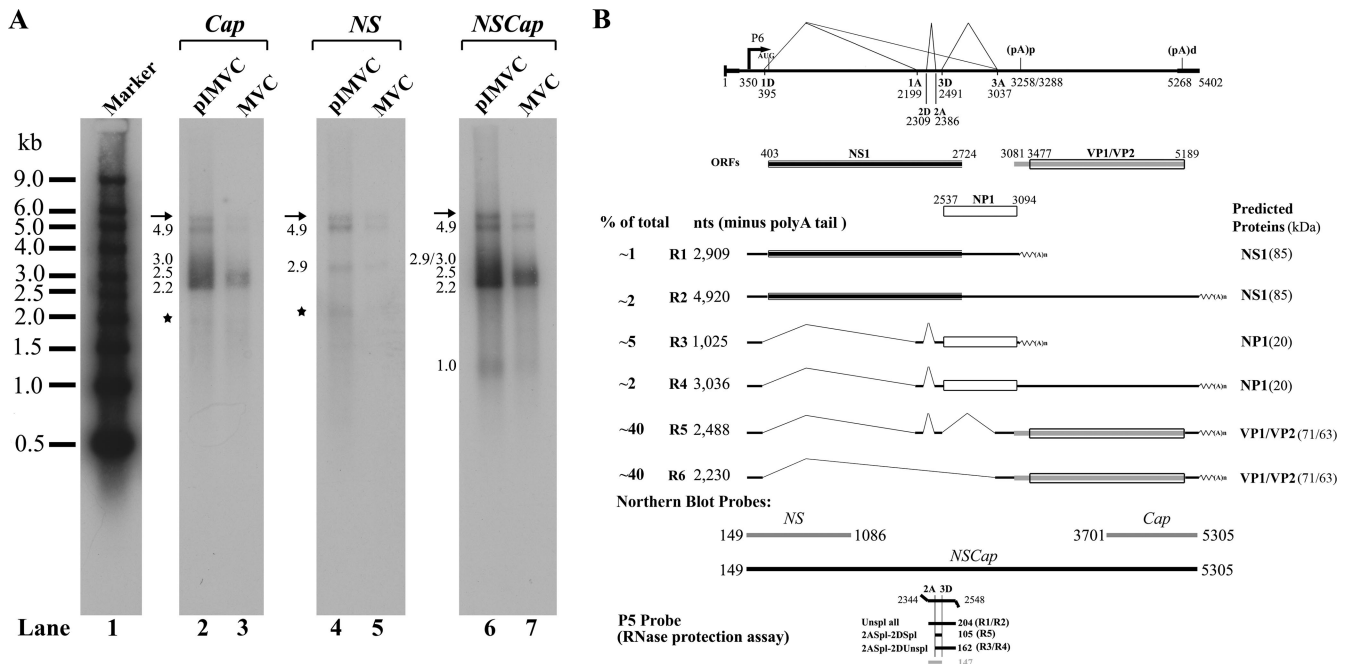 A
Cap
NS
NSCap
Marker
pIMVC
MVC
pIMVC
MVC
pIMVC
MVC
kb
9.0
6.0
5.0
4.0
3.0
2.5
2.0
1.5
1.0
0.5
4.9
3.0
2.5
2.2
4.9
2.9
4.9
2.9/3.0
2.5
2.2
1.0
Lane 1 2 3 4 5 6 7
B
P6
AUG
(pA)p
(pA)d
1 350 1D 1A 3D 3A 3258/3288 5268 5402
395 2199 2491 3037
2D 2A
2309 2386
ORFs
403 NS1 2724 3081 3477 VP1/VP2 5189
2537 NP1 3094
% of total nts (minus polyA tail ) Predicted Proteins (kDa)
~1 R1 2,909 (A)n NS1(85)
~2 R2 4,920 (A)n NS1(85)
~5 R3 1,025 (A)n NP1(20)
~2 R4 3,036 (A)n NP1(20)
~40 R5 2,488 (A)n VP1/VP2 (71/63)
~40 R6 2,230 (A)n VP1/VP2 (71/63)
Northern Blot Probes:
NS Cap
149 1086 3701 5305
NSCap
149 5305
2A 3D
2344 2548
P5 Probe
(RNase protection assay)
Unspl all 204 (R1/R2)
2ASpl-2DSpl 105 (R5)
2ASpl-2DUnspl 162 (R3/R4)
147